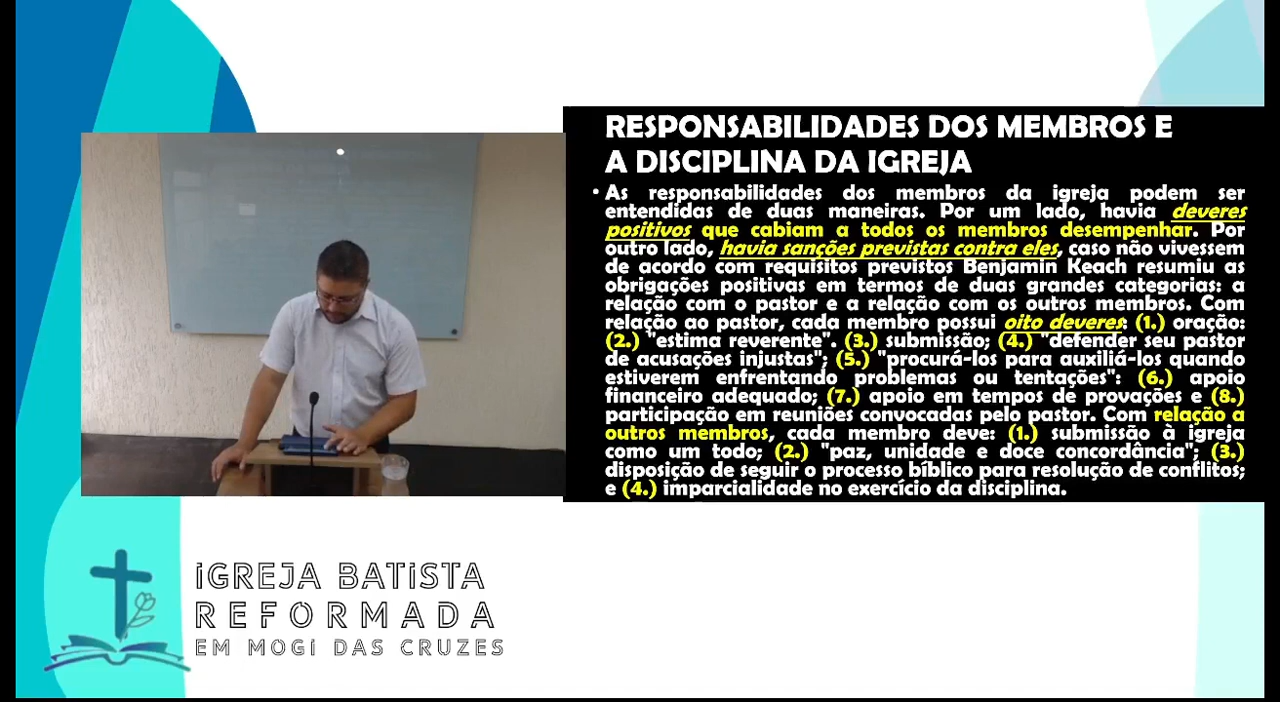 RESPONSABILIDADES DOS MEMBROS E
A DISCIPLINA DA IGREJA
• As responsabilidades dos membros da igreja podem ser
entendidas de duas maneiras. Por um lado, havia deveres
positivos que cabiam a todos os membros desempenhar. Por
outro lado, havia sanções previstas contra eles, caso não vivessem
de acordo com requisitos previstos Benjamin Keach resumiu as
obrigações positivas em termos de duas grandes categorias: a
relação com o pastor e a relação com os outros membros. Com
relação ao pastor, cada membro possui oito deveres: (1.) oração:
(2.) "estima reverente". (3.) submissão; (4.) "defender seu pastor
de acusações injustas"; (5.) "procurá-los para auxiliá-los quando
estiverem enfrentando problemas ou tentações": (6.) apoio
financeiro adequado; (7.) apoio em tempos de provações e (8.)
participação em reuniões convocadas pelo pastor. Com relação a
outros membros, cada membro deve: (1.) submissão à igreja
como um todo; (2.) "paz, unidade e doce concordância"; (3.)
disposição de seguir o processo bíblico para resolução de conflitos;
e (4.) imparcialidade no exercício da disciplina.
IGREJA BATISTA
REFORMADA
EM MOGI DAS CRUZES